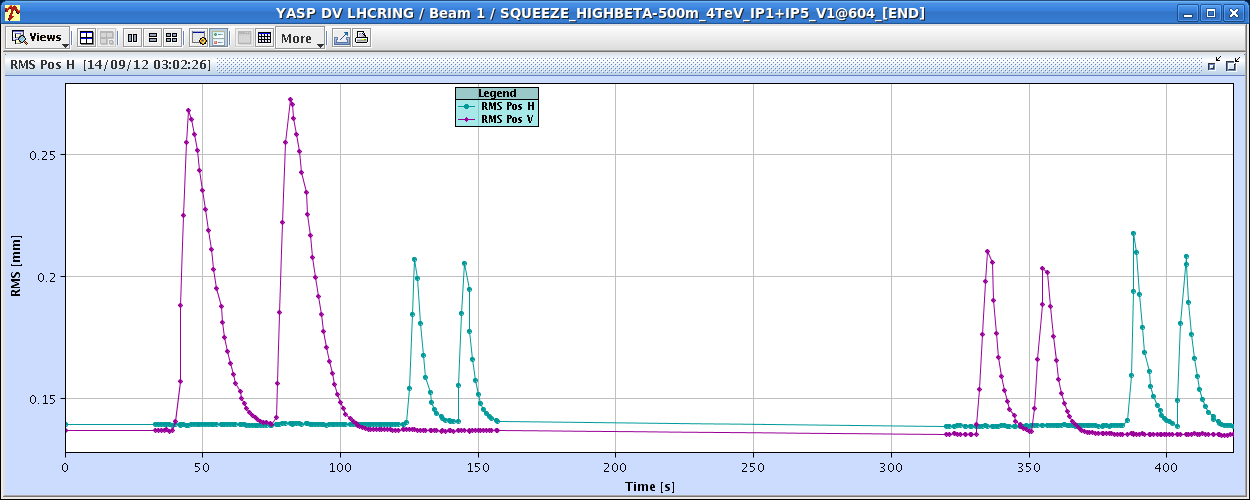 YASP DV LHCRING / Beam 1 / SQUEEZE_HIGHBETA-500m_4TeV_IP1+IP5_V1@604_[END]
Views
More
RMS Pos H [14/09/12 03:02:26]
Legend
RMS Pos H
RMS Pos V
RMS [mm]
0.25
0.2
0.15
0 50 100 150 200 250 300 350 400
Time [s]